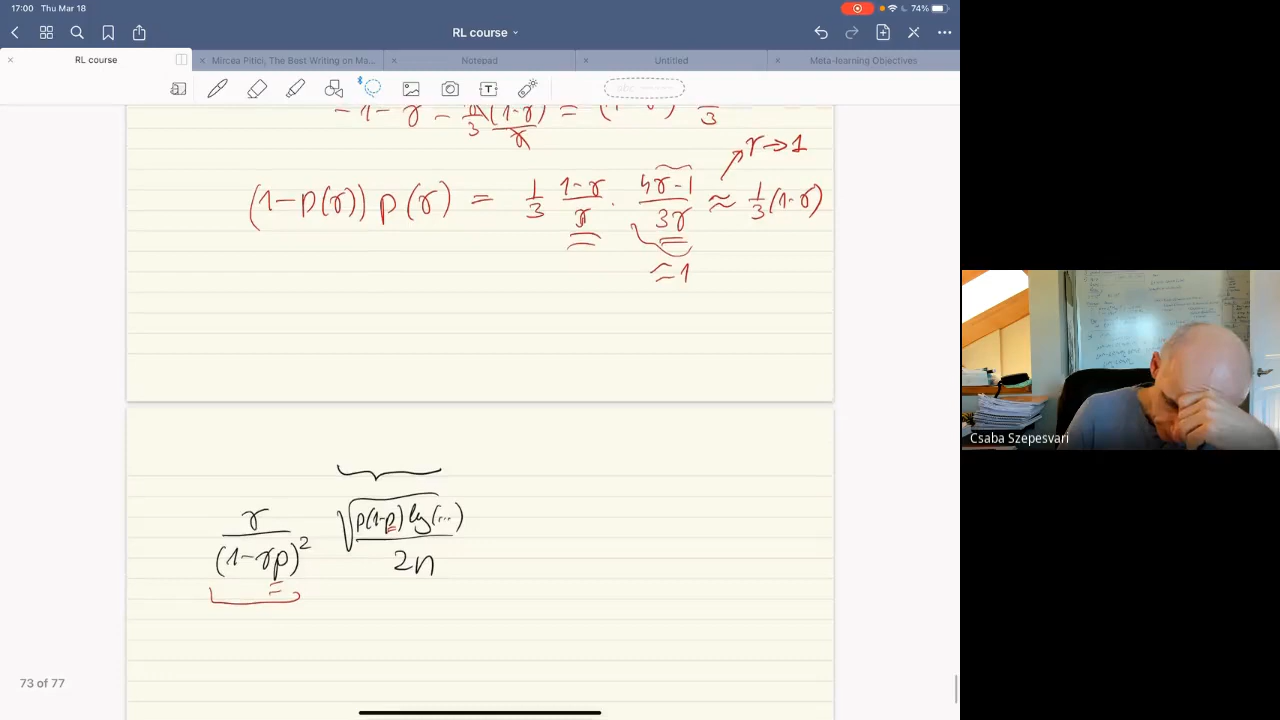 17:00 Thu Mar 18
74%
RL course
RL course
Mircea Pitici, The Best Writing on Ma...
Notepad
Untitled
Meta-learning Objectives
γ → 1
(1-p(γ)) p(γ) = 1/3 (1-γ)/γ · (4γ-1)/(3γ) ≈ 1/3 (1-γ)
≈ 1
γ/(1-γp)² √(p(1-p) log(...)/2n)
Csaba Szepesvari
73 of 77